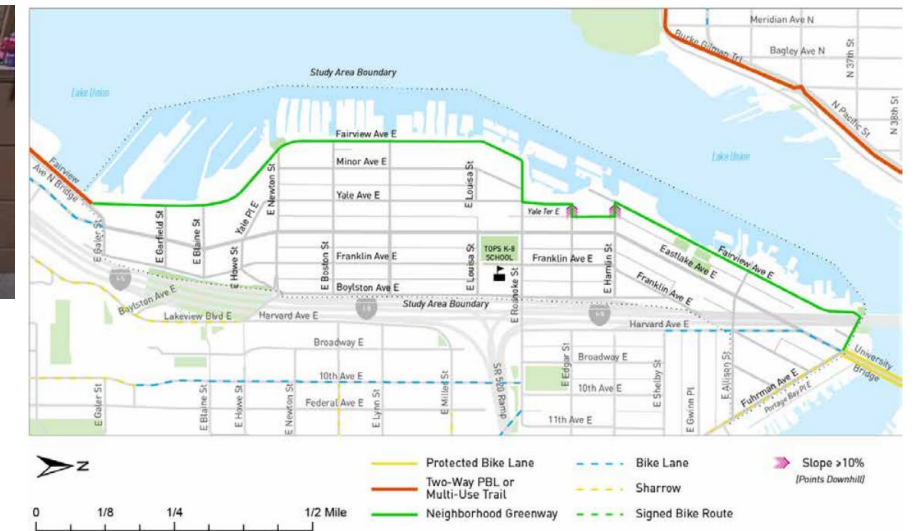 Meridian Ave N
Burke Gilman Trl
Bagley Ave N
N 37th St
N 38th St
N Pacific St
Study Area Boundary
Lake Union
Lake Union
Fairview
Ave N Bridge
Fairview Ave E
Minor Ave E
Yale Ave E
E Newton St
E Louisa St
Yale Pl E
Yale Ter E
E Galer St
E Garfield St
E Blaine St
E Howe St
E Boston St
Franklin Ave E
Boylston Ave E
E Louisa St
TOPS K-8
SCHOOL
E Roanoke St
Franklin Ave E
E Hamlin St
Eastlake Ave E
Fairview Ave E
Franklin Ave E
Study Area Boundary
Boylston Ave E
Lakeview Blvd E
Harvard Ave E
Harvard Ave E
Broadway E
Broadway E
10th Ave E
10th Ave E
Federal Ave E
11th Ave E
E Galer St
E Blaine St
E Howe St
E Newton St
E Lynn St
E Miller St
SR 520 Ramp
E Edgar St
E Shelby St
E Gwinn Pl
E Allison St
Fuhrman Ave E
Portage Bay Pl E
University
Bridge
N
0 1/8 1/4 1/2 Mile
Protected Bike Lane
Two-Way PBL or
Multi-Use Trail
Neighborhood Greenway
Bike Lane
Sharrow
Signed Bike Route
Slope ≥10%
(Points Downhill)